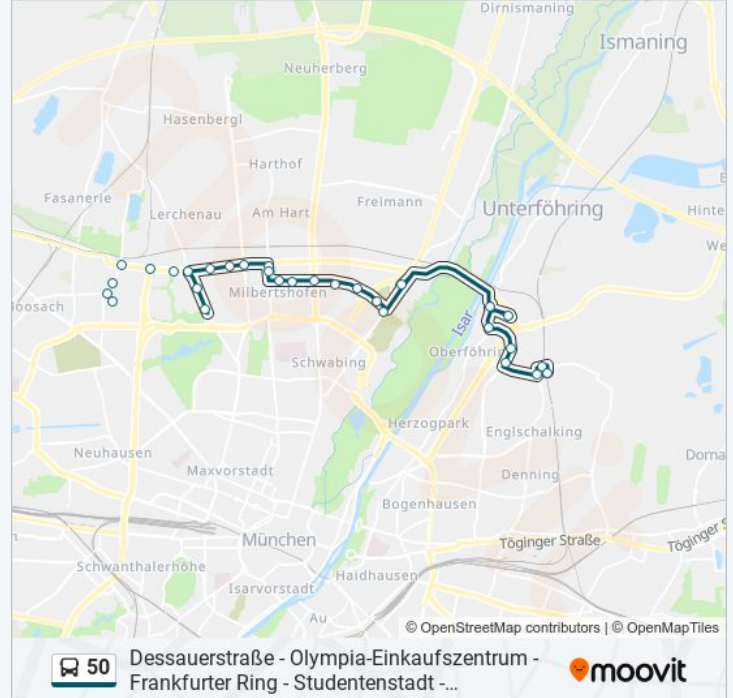 Dirnismaning
Ismaning
Neuherberg
Hasenbergl
Harthof
Fasanerle
Lerchenau
Am Hart
Freimann
Unterföhring
Hinte
We
Moosach
Milbertshofen
Isar
Oberföhring
Schwabing
Herzogpark
Englschalking
Neuhausen
Maxvorstadt
Denning
Doma
Bogenhausen
München
Töginger Straße
Töginger S
Schwanthalerhöhe
Haidhausen
Isarvorstadt
Au
© OpenStreetMap contributors | © OpenMapTiles
50
Dessauerstraße - Olympia-Einkaufszentrum -
Frankfurter Ring - Studentenstadt -...
moovit